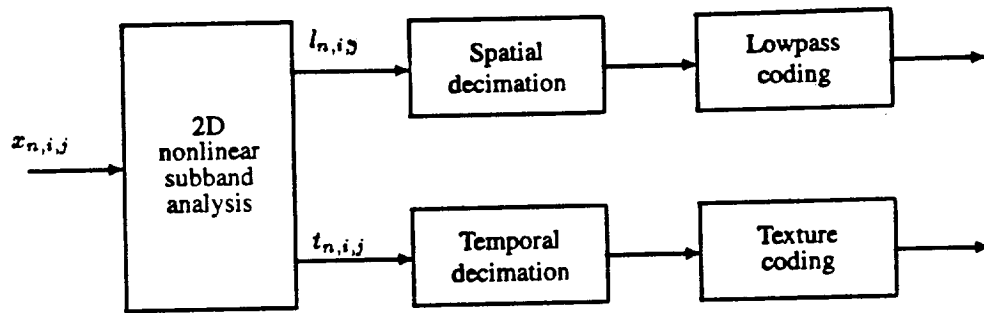 x_{n,i,j}
2D
nonlinear
subband
analysis
l_{n,i,j}
Spatial
decimation
Lowpass
coding
t_{n,i,j}
Temporal
decimation
Texture
coding